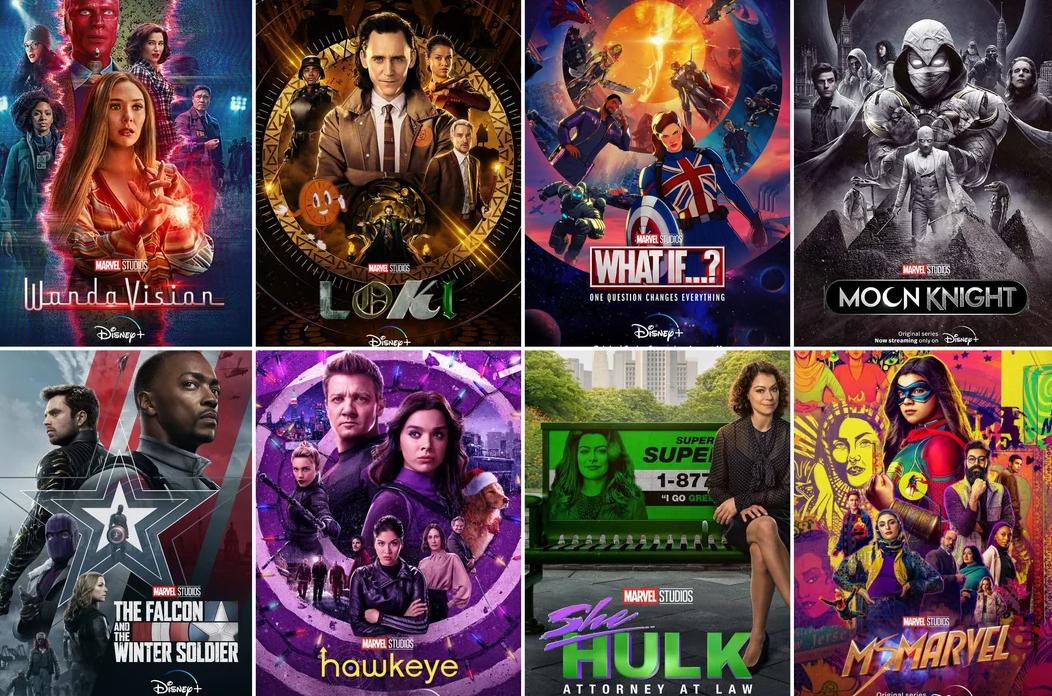 MARVEL STUDIOS
WandaVision
Disney+
MARVEL STUDIOS
LOKI
Disney+
MARVEL STUDIOS
WHAT IF...?
ONE QUESTION CHANGES EVERYTHING
Disney+
MARVEL STUDIOS
MOON KNIGHT
Original series
Now streaming only on Disney+
MARVEL STUDIOS
THE FALCON
AND THE
WINTER SOLDIER
Disney+
MARVEL STUDIOS
hawkeye
SUPER
SUPE
1-877
"I GO GREE
MARVEL STUDIOS
She
HULK
ATTORNEY AT LAW
MARVEL STUDIOS
MS. MARVEL
Original series